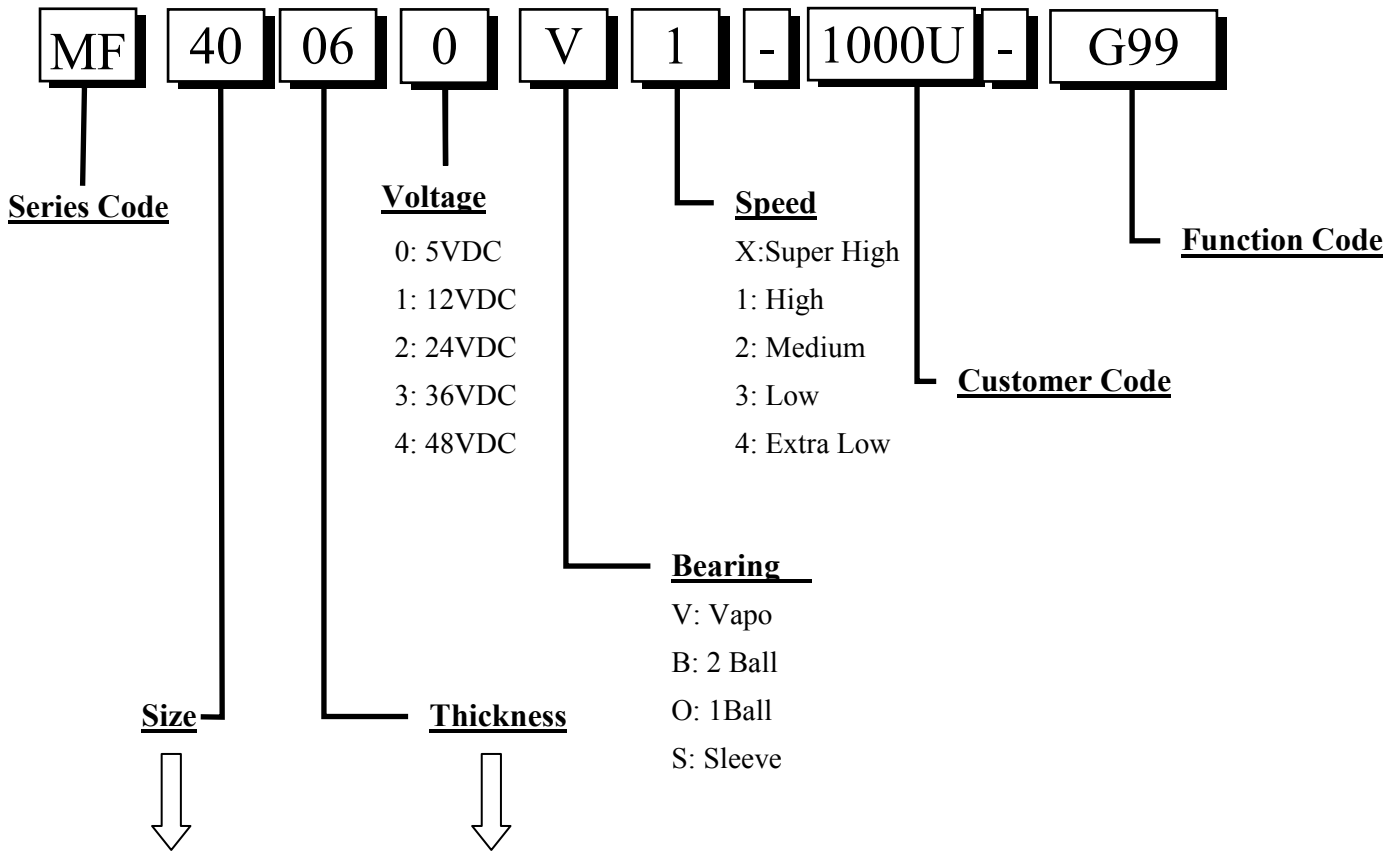 MF 40 06 0 V 1 - 1000U - G99
Series Code
Voltage
0: 5VDC
1: 12VDC
2: 24VDC
3: 36VDC
4: 48VDC
Speed
X:Super High
1: High
2: Medium
3: Low
4: Extra Low
Function Code
Customer Code
Bearing
V: Vapo
B: 2 Ball
O: 1Ball
S: Sleeve
Size
Thickness